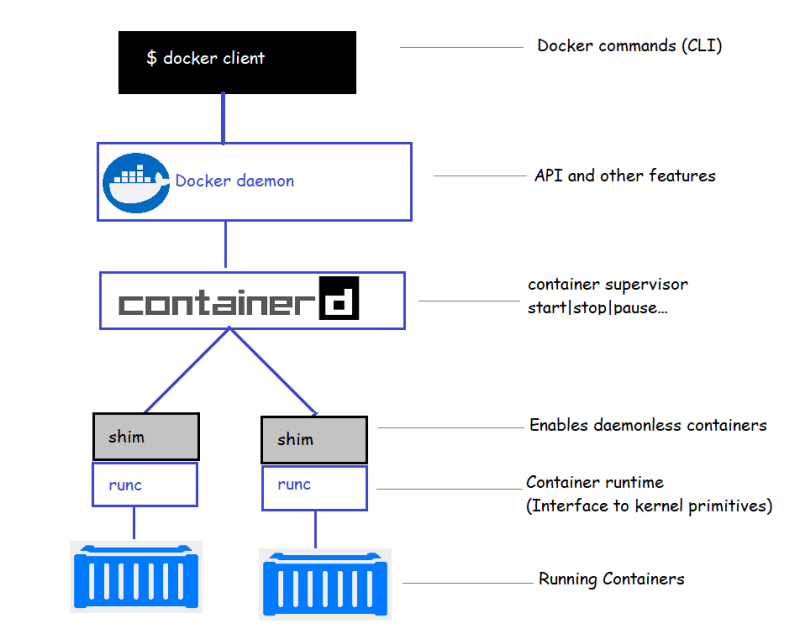 $ docker client
Docker commands (CLI)
Docker daemon
API and other features
containerd
container supervisor
start|stop|pause...
shim
shim
Enables daemonless containers
runc
runc
Container runtime
(Interface to kernel primitives)
Running Containers